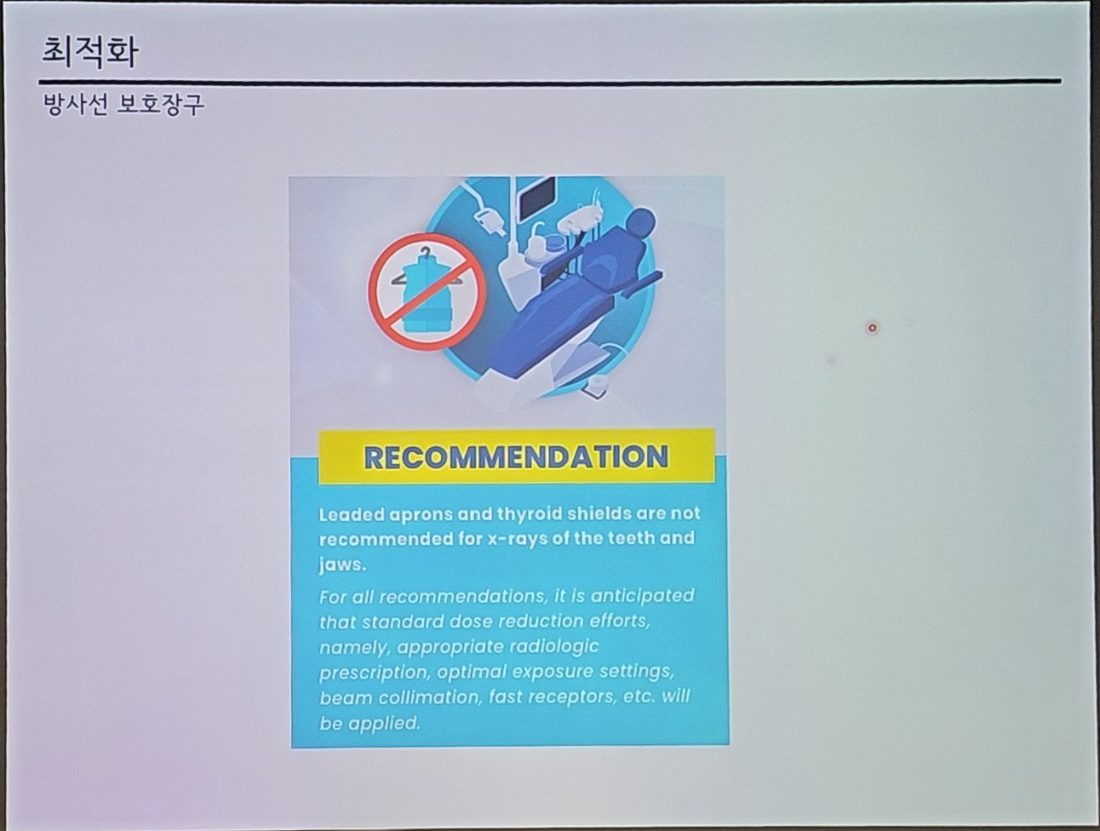 최적화
방사선 보호장구
RECOMMENDATION
Leaded aprons and thyroid shields are not
recommended for x-rays of the teeth and
jaws.
For all recommendations, it is anticipated
that standard dose reduction efforts,
namely, appropriate radiologic
prescription, optimal exposure settings,
beam collimation, fast receptors, etc. will
be applied.